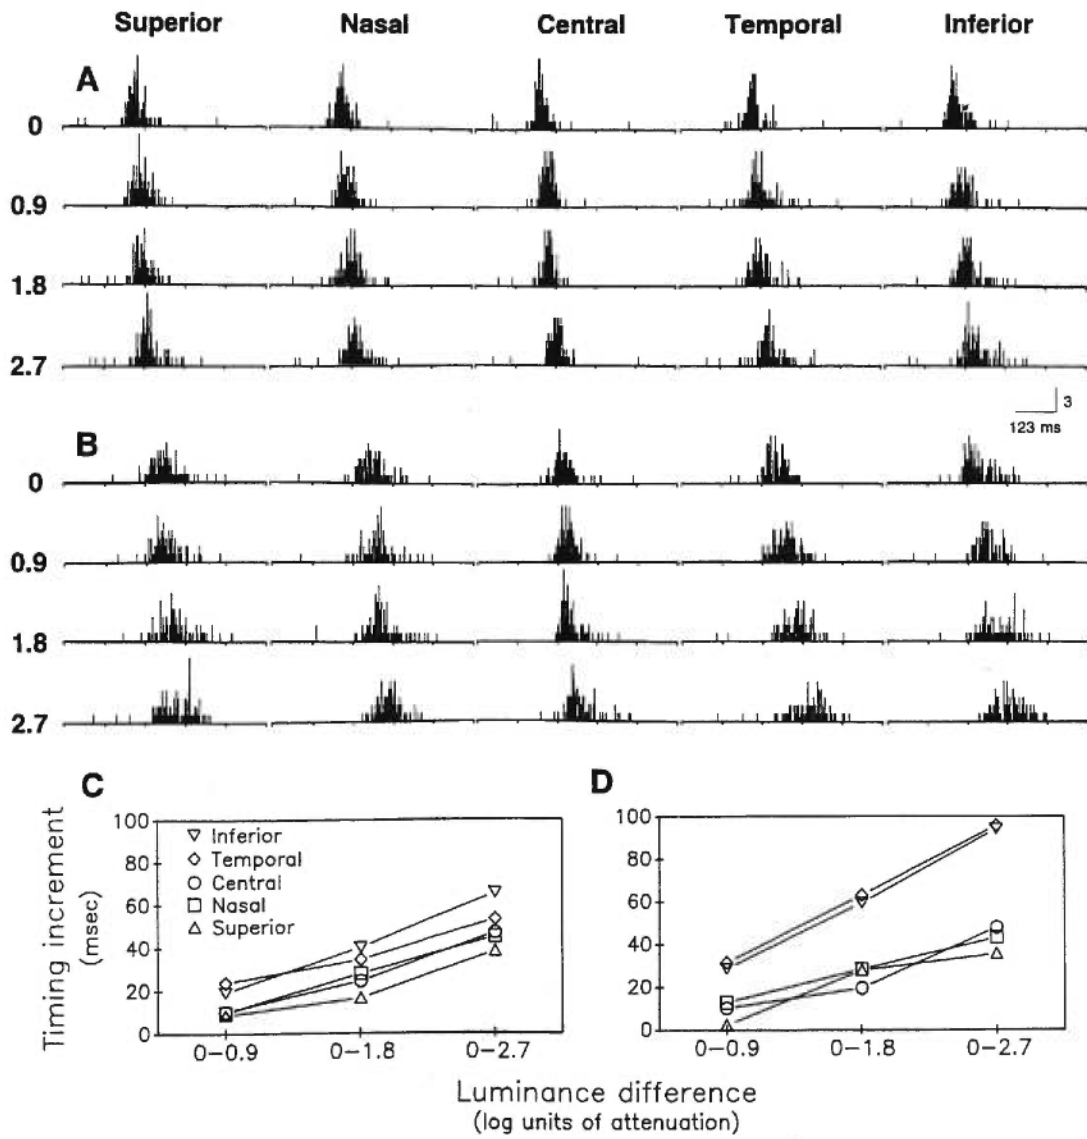 Superior Nasal Central Temporal Inferior
A
0
0.9
1.8
2.7
3
123 ms
B
0
0.9
1.8
2.7
C
Timing increment
(msec)
100
80
60
40
20
0
Inferior
Temporal
Central
Nasal
Superior
0-0.9 0-1.8 0-2.7
D
100
80
60
40
20
0
0-0.9 0-1.8 0-2.7
Luminance difference
(log units of attenuation)